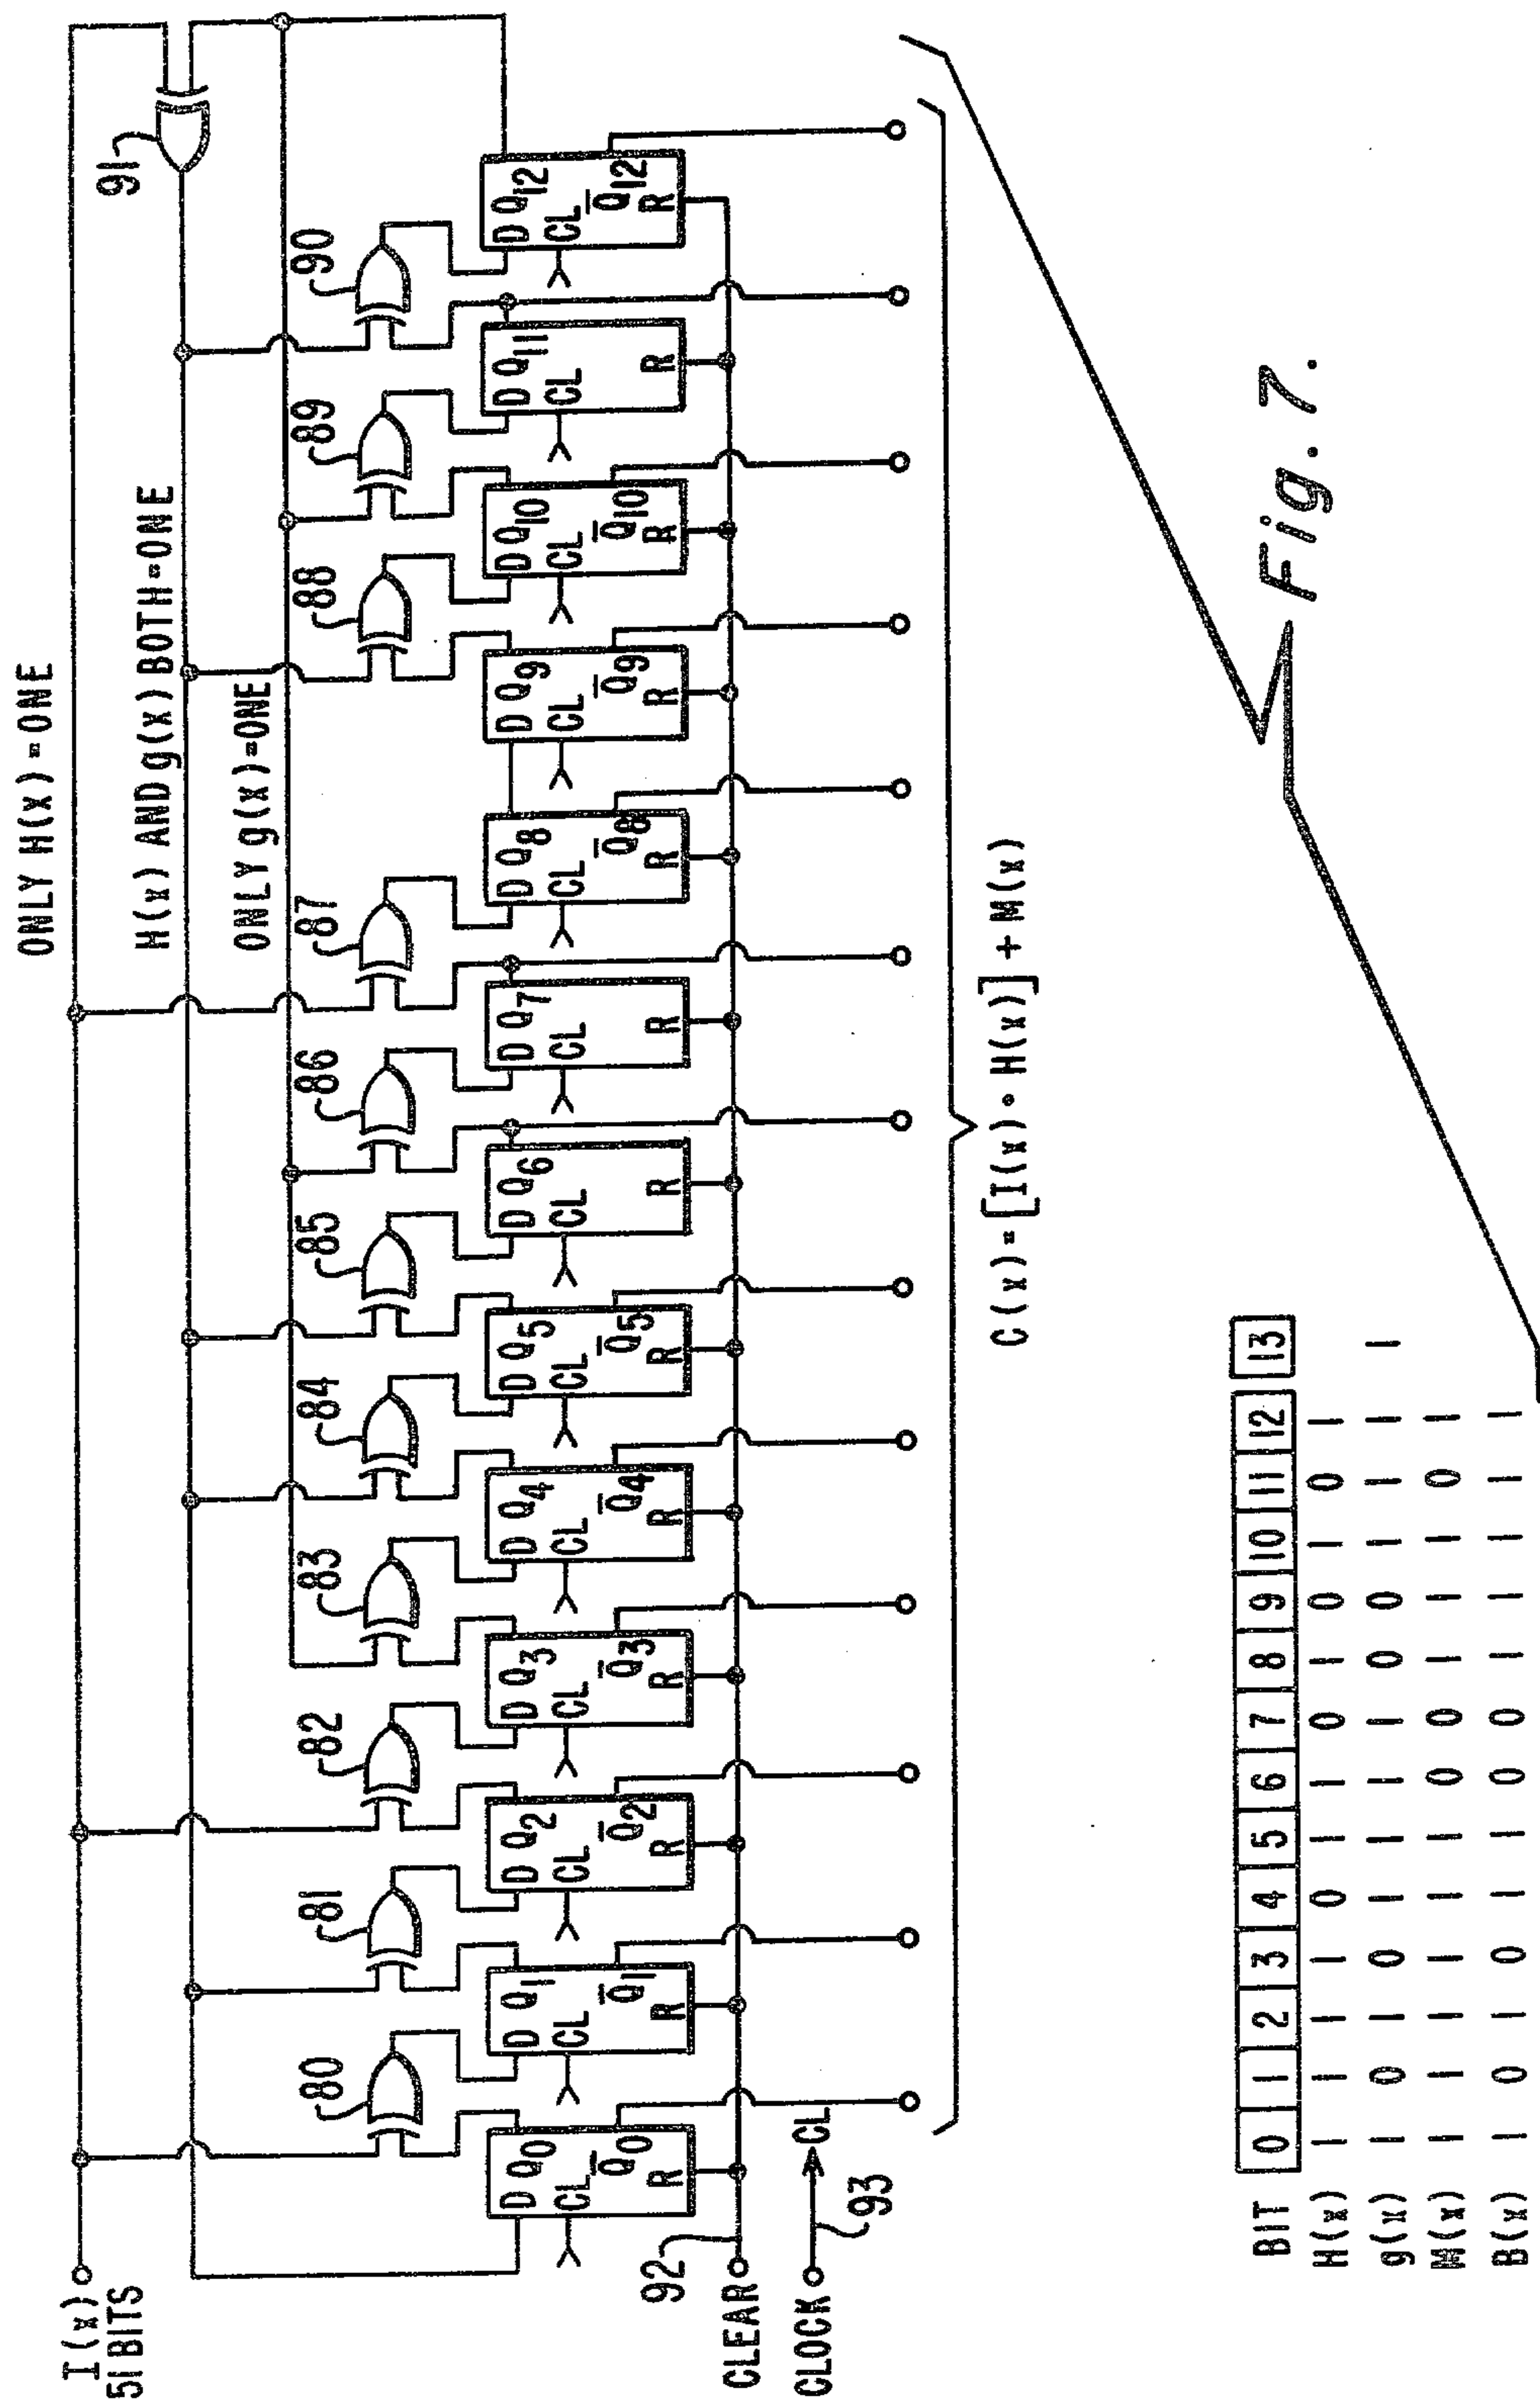 ONLY H(x) = ONE
I(x)
51 BITS
91
H(x) AND g(x) BOTH=ONE
ONLY g(x)=ONE
80 81 82 83 84 85 86 87 88 89 90
D Q0 D Q1 D Q2 D Q3 D Q4 D Q5 D Q6 D Q7 D Q8 D Q9 D Q10 D Q11 D Q12
CL CL CL CL CL CL CL CL CL CL CL CL CL
Q̅0 Q̅1 Q̅2 Q̅3 Q̅4 Q̅5 Q̅8 Q̅9 Q̅10 Q̅12
R R R R R R R R R R R R R
92
CLEAR
CLOCK CL
93
C(x) = [I(x) • H(x)] + M(x)
BIT 0 1 2 3 4 5 6 7 8 9 10 11 12 13
H(x) 1 1 1 1 0 1 1 0 1 0 1 0 1
g(x) 1 0 1 0 1 1 1 1 0 0 1 1 1 1
M(x) 1 1 1 1 1 1 0 0 1 1 1 0 1
B(x) 1 0 1 0 1 1 0 0 1 1 1 1 1
Fig. 7.